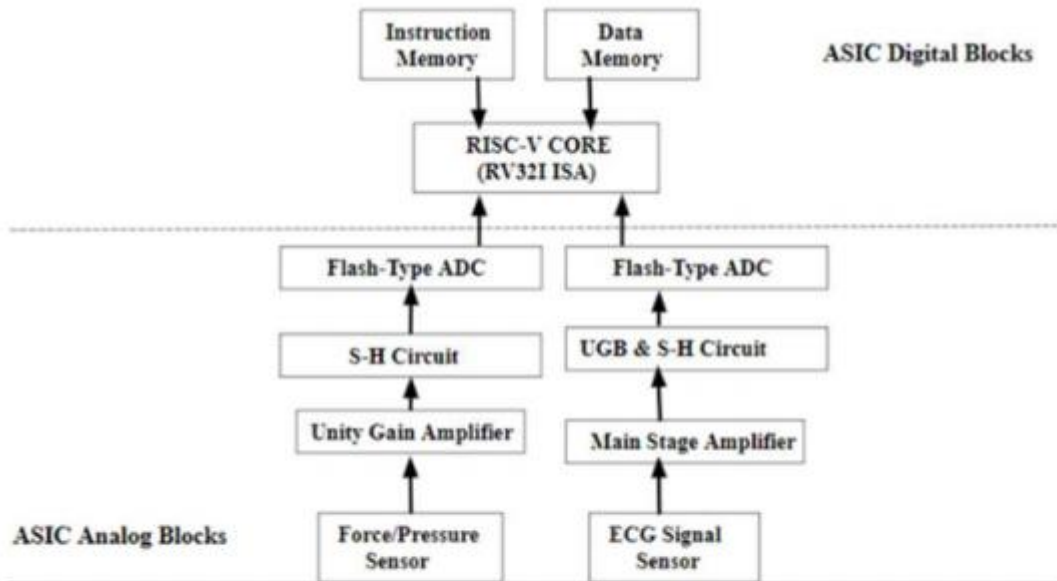 Instruction
Memory
Data
Memory
ASIC Digital Blocks
RISC-V CORE
(RV32I ISA)
Flash-Type ADC
Flash-Type ADC
S-H Circuit
UGB & S-H Circuit
Unity Gain Amplifier
Main Stage Amplifier
ASIC Analog Blocks
Force/Pressure
Sensor
ECG Signal
Sensor